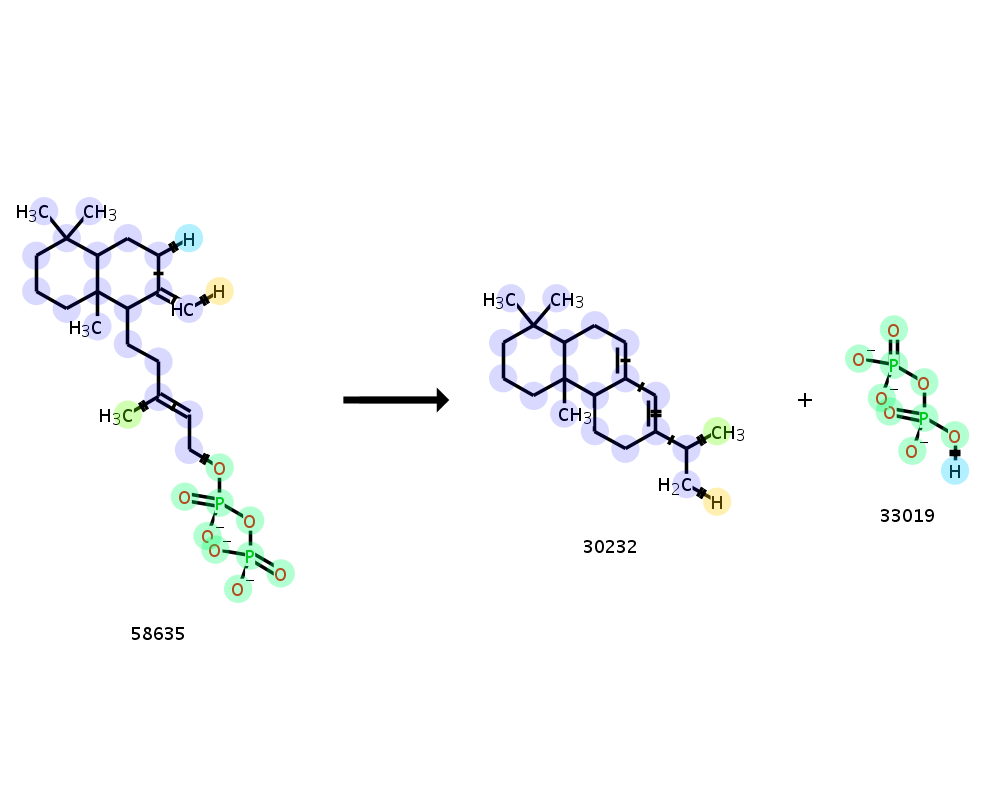 H₃C CH₃
H
H
HC
H₃C
H₃C
O
O P
O O
O P O
O
58635
H₃C CH₃
CH₃
CH₃
H₂C H
30232
+
O
O P O
O
O P O
O H
33019